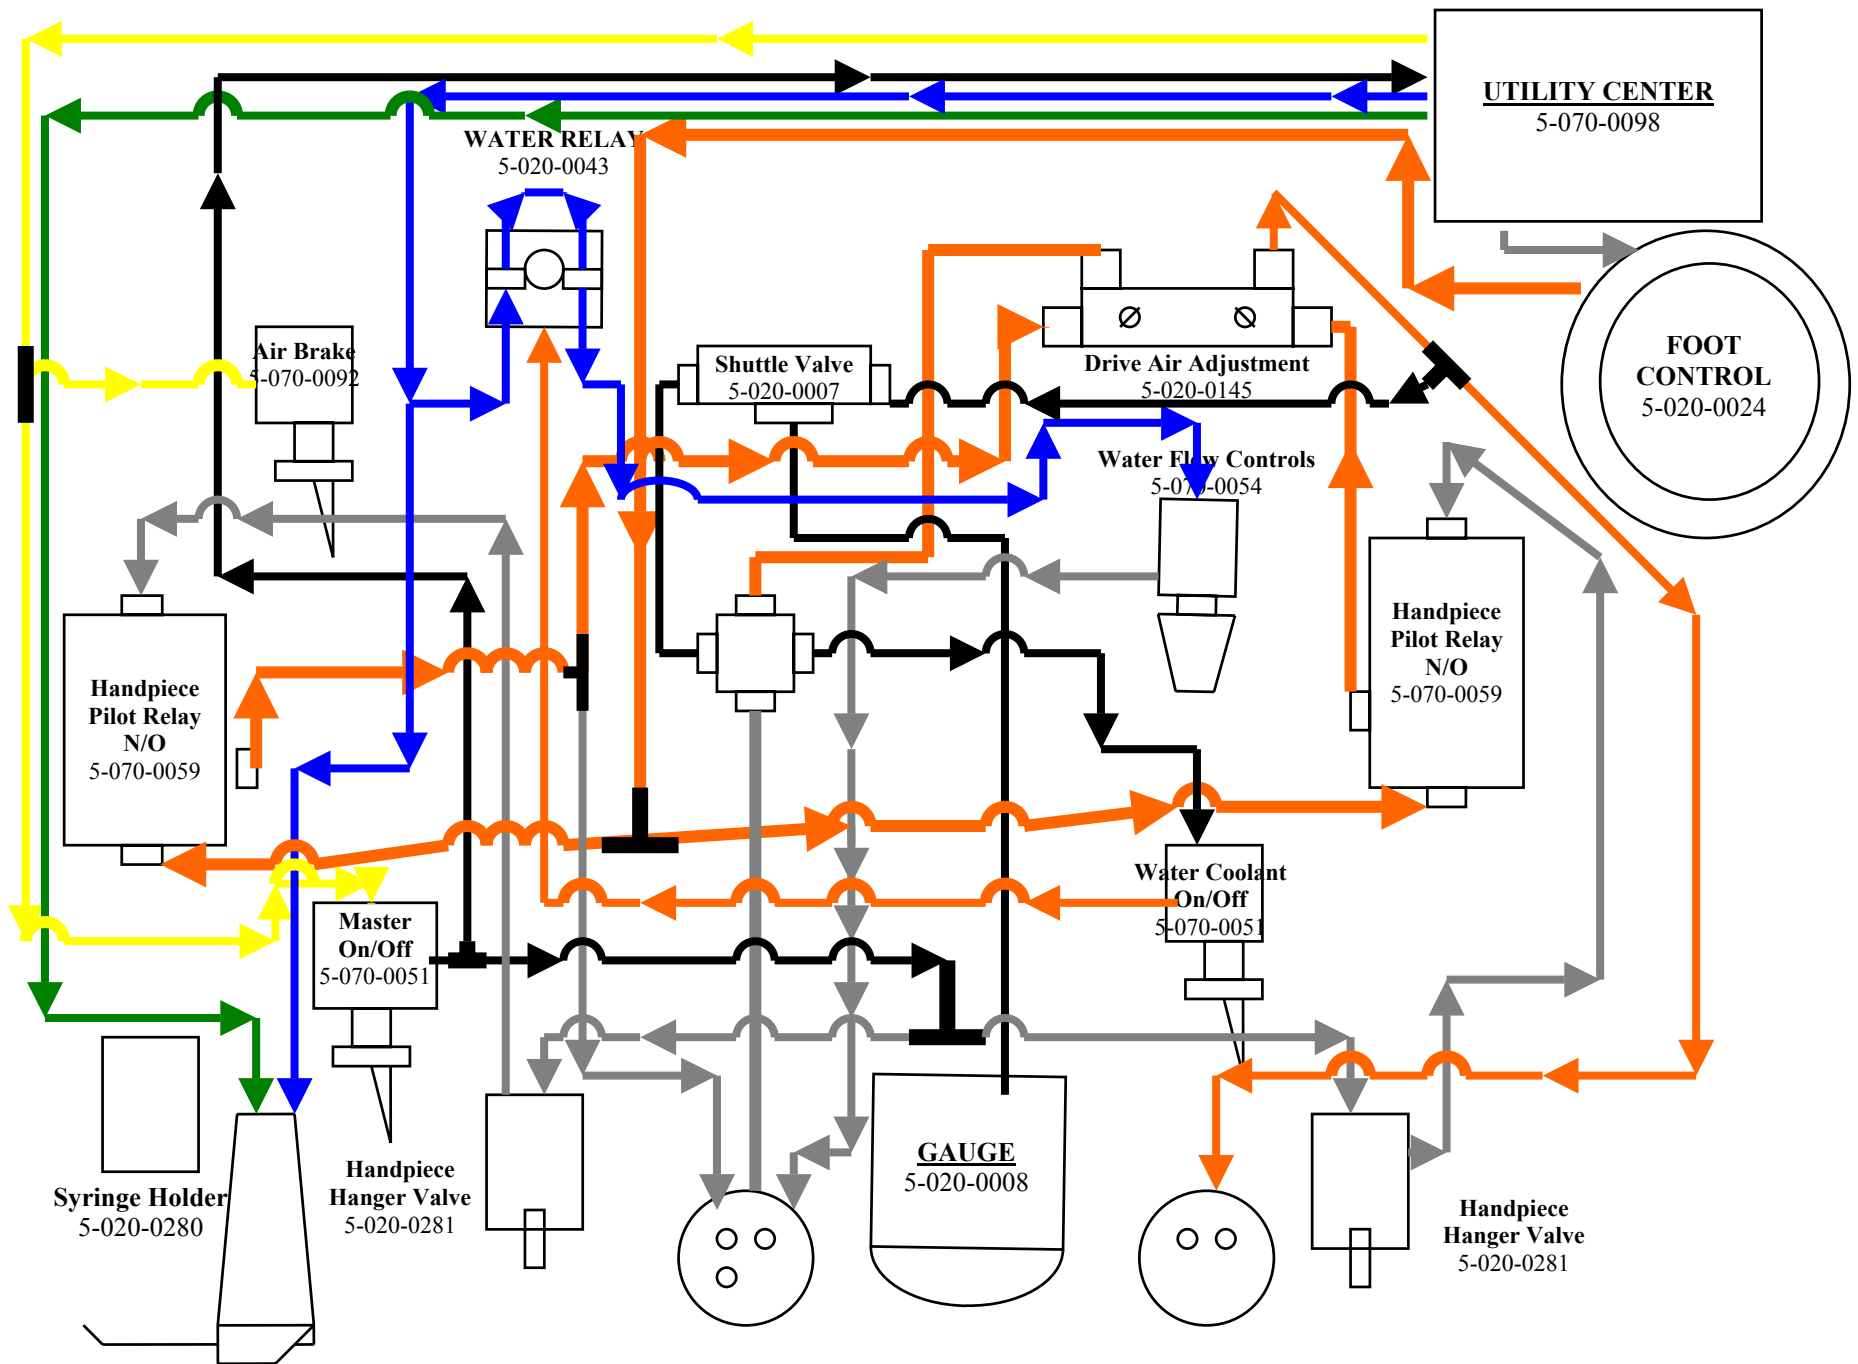 UTILITY CENTER
5-070-0098
WATER RELAY
5-020-0043
FOOT
CONTROL
5-020-0024
Air Brake
5-070-0092
Shuttle Valve
5-020-0007
Drive Air Adjustment
5-020-0145
Water Flow Controls
5-070-0054
Handpiece
Pilot Relay
N/O
5-070-0059
Handpiece
Pilot Relay
N/O
5-070-0059
Water Coolant
On/Off
5-070-0051
Master
On/Off
5-070-0051
GAUGE
5-020-0008
Syringe Holder
5-020-0280
Handpiece
Hanger Valve
5-020-0281
Handpiece
Hanger Valve
5-020-0281